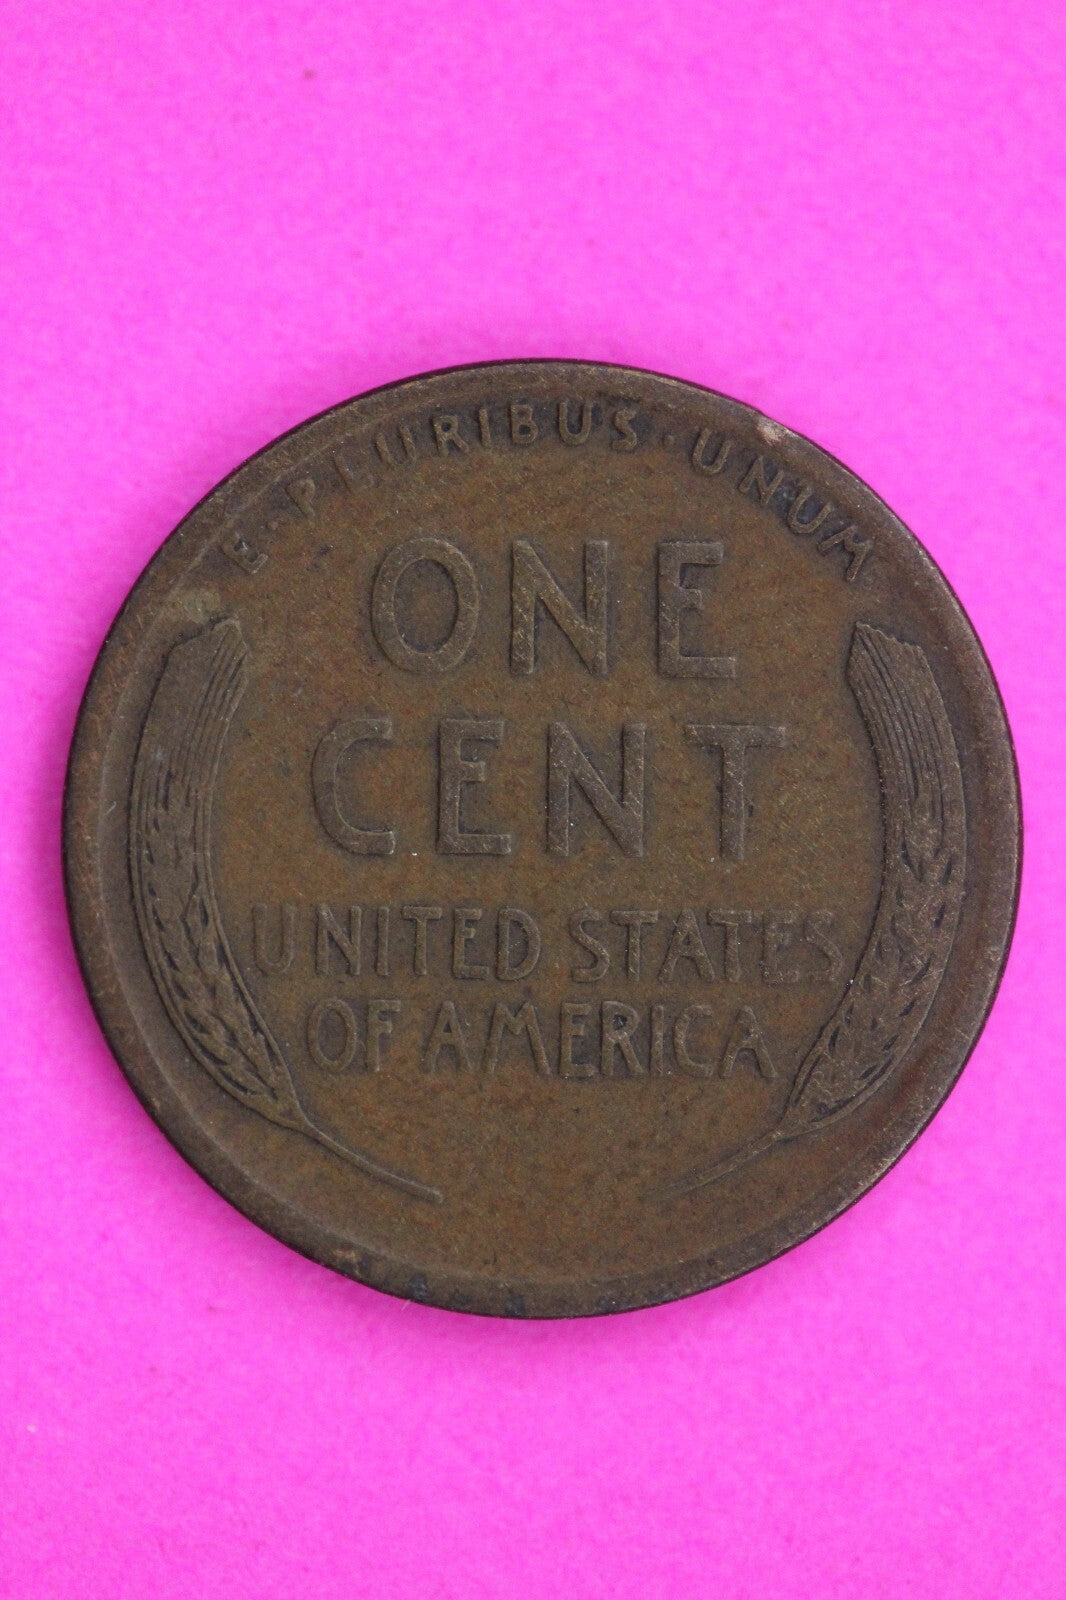 E·PLURIBUS·UNUM
ONE
CENT
UNITED STATES
OF AMERICA